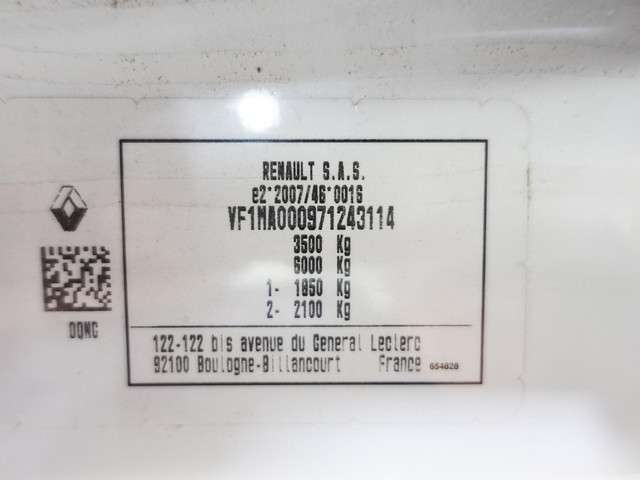 RENAULT S.A.S.
e2*2007/46*0016
VF1MA000971243114
3500 Kg
6000 Kg
1- 1850 Kg
2- 2100 Kg
DQMC
122-122 bis avenue du General Leclerc
92100 Boulogne-Billancourt France 654828